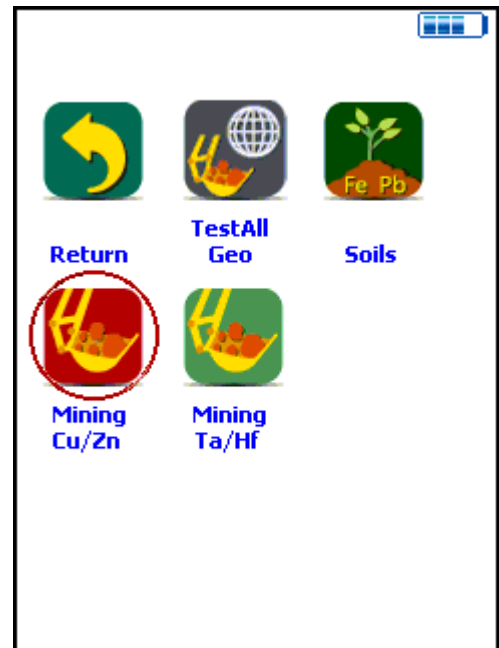 Fe Pb
Return
TestAll
Geo
Soils
Mining
Cu/Zn
Mining
Ta/Hf